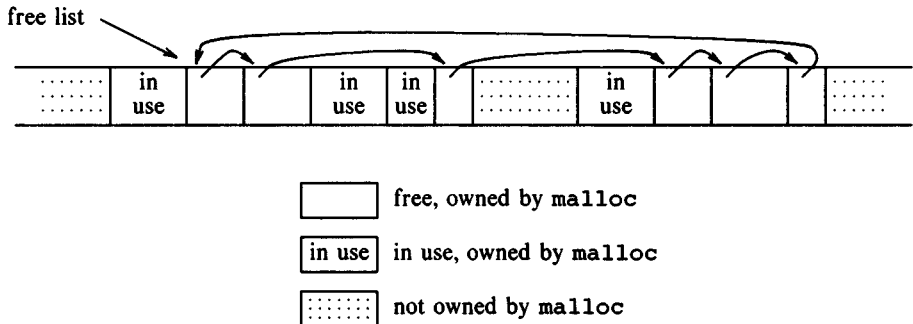 free list
in use
in use
in use
in use
free, owned by malloc
in use in use, owned by malloc
not owned by malloc